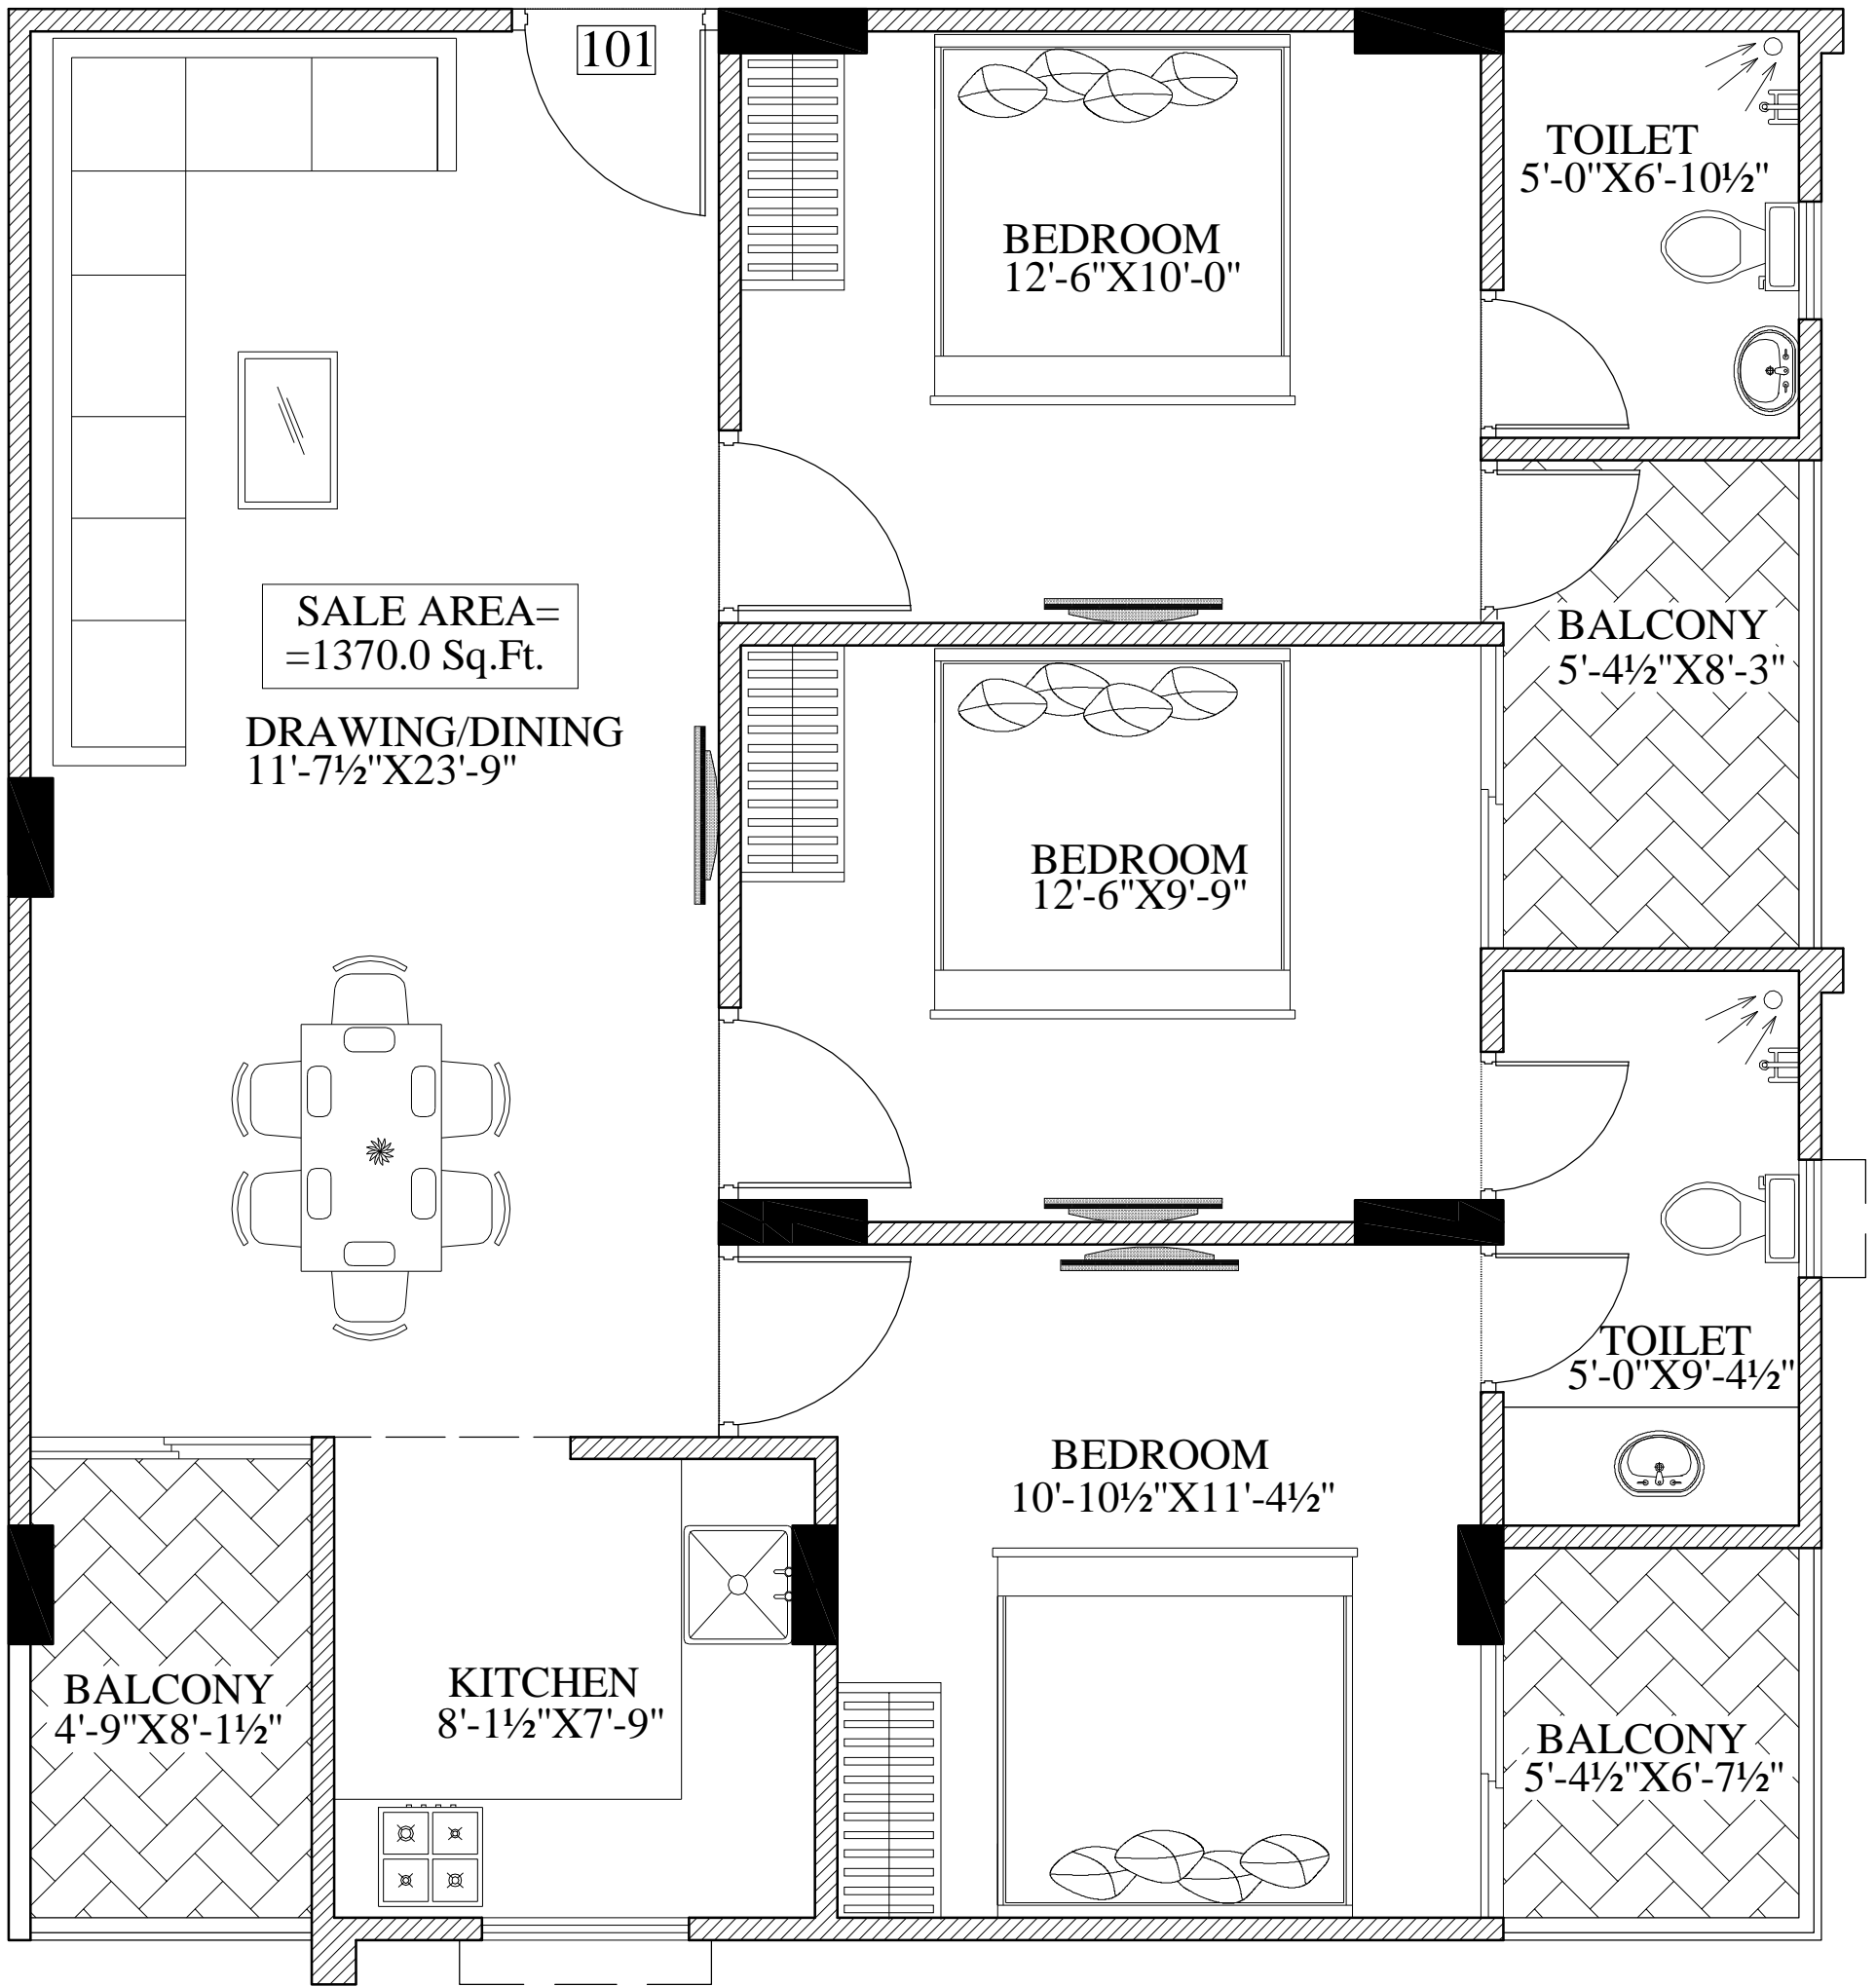 101
TOILET
5'-0"X6'-10½"
BEDROOM
12'-6"X10'-0"
SALE AREA=
=1370.0 Sq.Ft.
BALCONY
5'-4½"X8'-3"
DRAWING/DINING
11'-7½"X23'-9"
BEDROOM
12'-6"X9'-9"
TOILET
5'-0"X9'-4½"
BEDROOM
10'-10½"X11'-4½"
BALCONY
4'-9"X8'-1½"
KITCHEN
8'-1½"X7'-9"
BALCONY
5'-4½"X6'-7½"